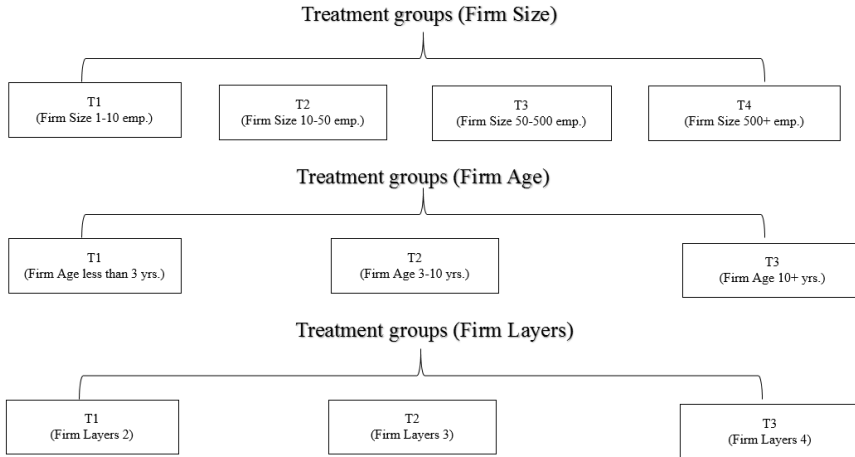 Treatment groups (Firm Size)
T1
(Firm Size 1-10 emp.)
T2
(Firm Size 10-50 emp.)
T3
(Firm Size 50-500 emp.)
T4
(Firm Size 500+ emp.)
Treatment groups (Firm Age)
T1
(Firm Age less than 3 yrs.)
T2
(Firm Age 3-10 yrs.)
T3
(Firm Age 10+ yrs.)
Treatment groups (Firm Layers)
T1
(Firm Layers 2)
T2
(Firm Layers 3)
T3
(Firm Layers 4)